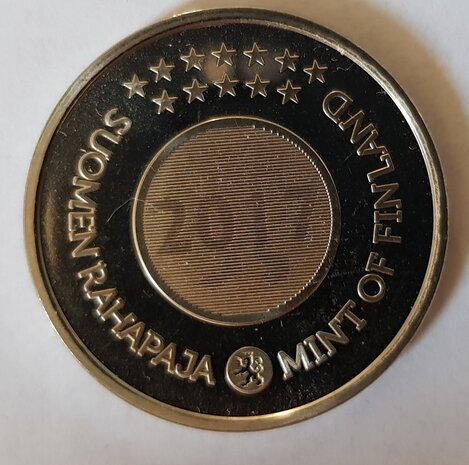 2017
SUOMEN RAHAPAJA
MINT OF FINLAND